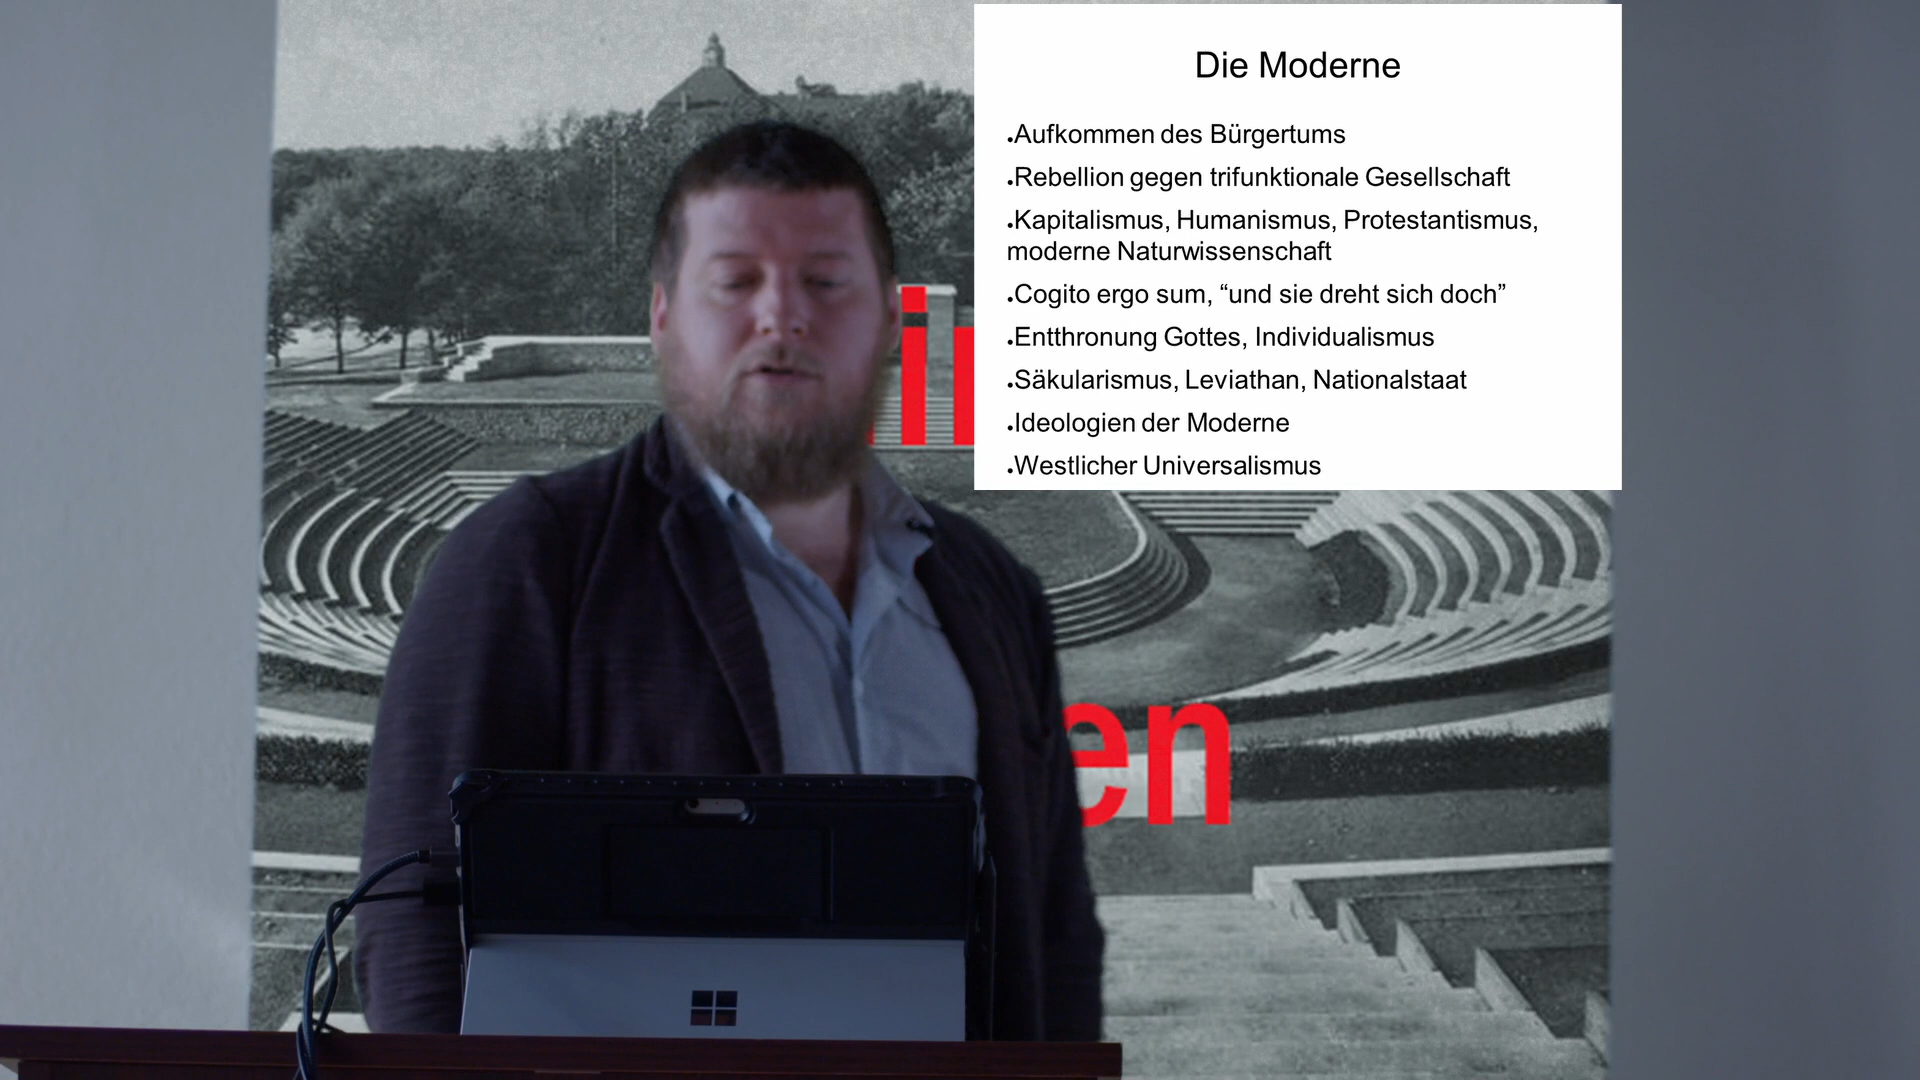 Die Moderne
.Aufkommen des Bürgertums
.Rebellion gegen trifunktionale Gesellschaft
.Kapitalismus, Humanismus, Protestantismus,
moderne Naturwissenschaft
.Cogito ergo sum, “und sie dreht sich doch”
.Entthronung Gottes, Individualismus
.Säkularismus, Leviathan, Nationalstaat
.Ideologien der Moderne
.Westlicher Universalismus
en